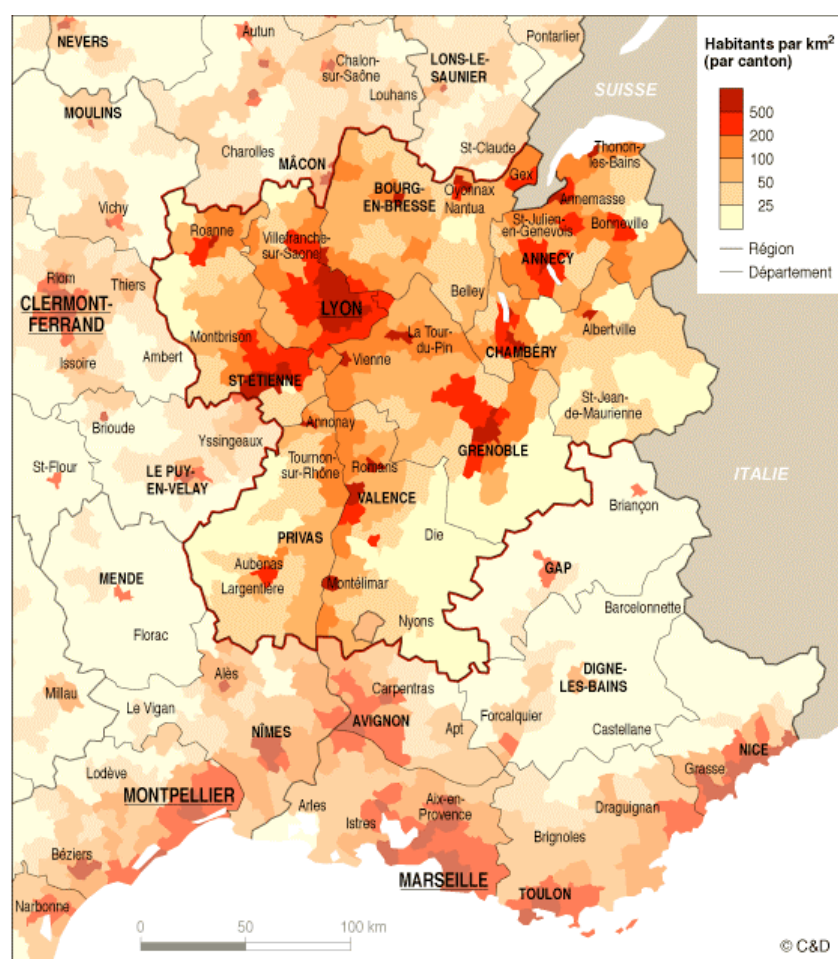 Autun
Pontarlier
NEVERS
Chalon-
sur-Saône
LONS-LE-
SAUNIER
Louhans
MOULINS
SUISSE
Charolles
St-Claude
MÂCON
Thonon-
les-Bains
Gex
BOURG-
EN-BRESSE
Oyonnax
Nantua
Annemasse
Vichy
Roanne
Villefranche-
sur-Saone
St-Julien-
en-Genevois
Bonneville
ANNECY
Riom
Thiers
CLERMONT-
FERRAND
LYON
Belley
Montbrison
La Tour-
du-Pin
Albertville
Issoire
Ambert
Vienne
CHAMBÉRY
ST-ÉTIENNE
St-Jean-
de-Maurienne
Brioude
Yssingeaux
Annonay
GRENOBLE
St-Flour
LE PUY-
EN-VELAY
Tournon-
sur-Rhône
Romans
ITALIE
VALENCE
Briançon
PRIVAS
Die
Aubenas
Largentière
GAP
MENDE
Montélimar
Barcelonnette
Florac
Nyons
Alès
DIGNE-
LES-BAINS
Millau
Carpentras
Le Vigan
AVIGNON
Forcalquier
NÎMES
Apt
Castellane
NICE
Lodève
Grasse
MONTPELLIER
Arles
Aix-en-
Provence
Draguignan
Istres
Brignoles
Béziers
MARSEILLE
TOULON
Narbonne
Habitants par km2
(par canton)
500
200
100
50
25
Région
Département
0
50
100 km
© C&D